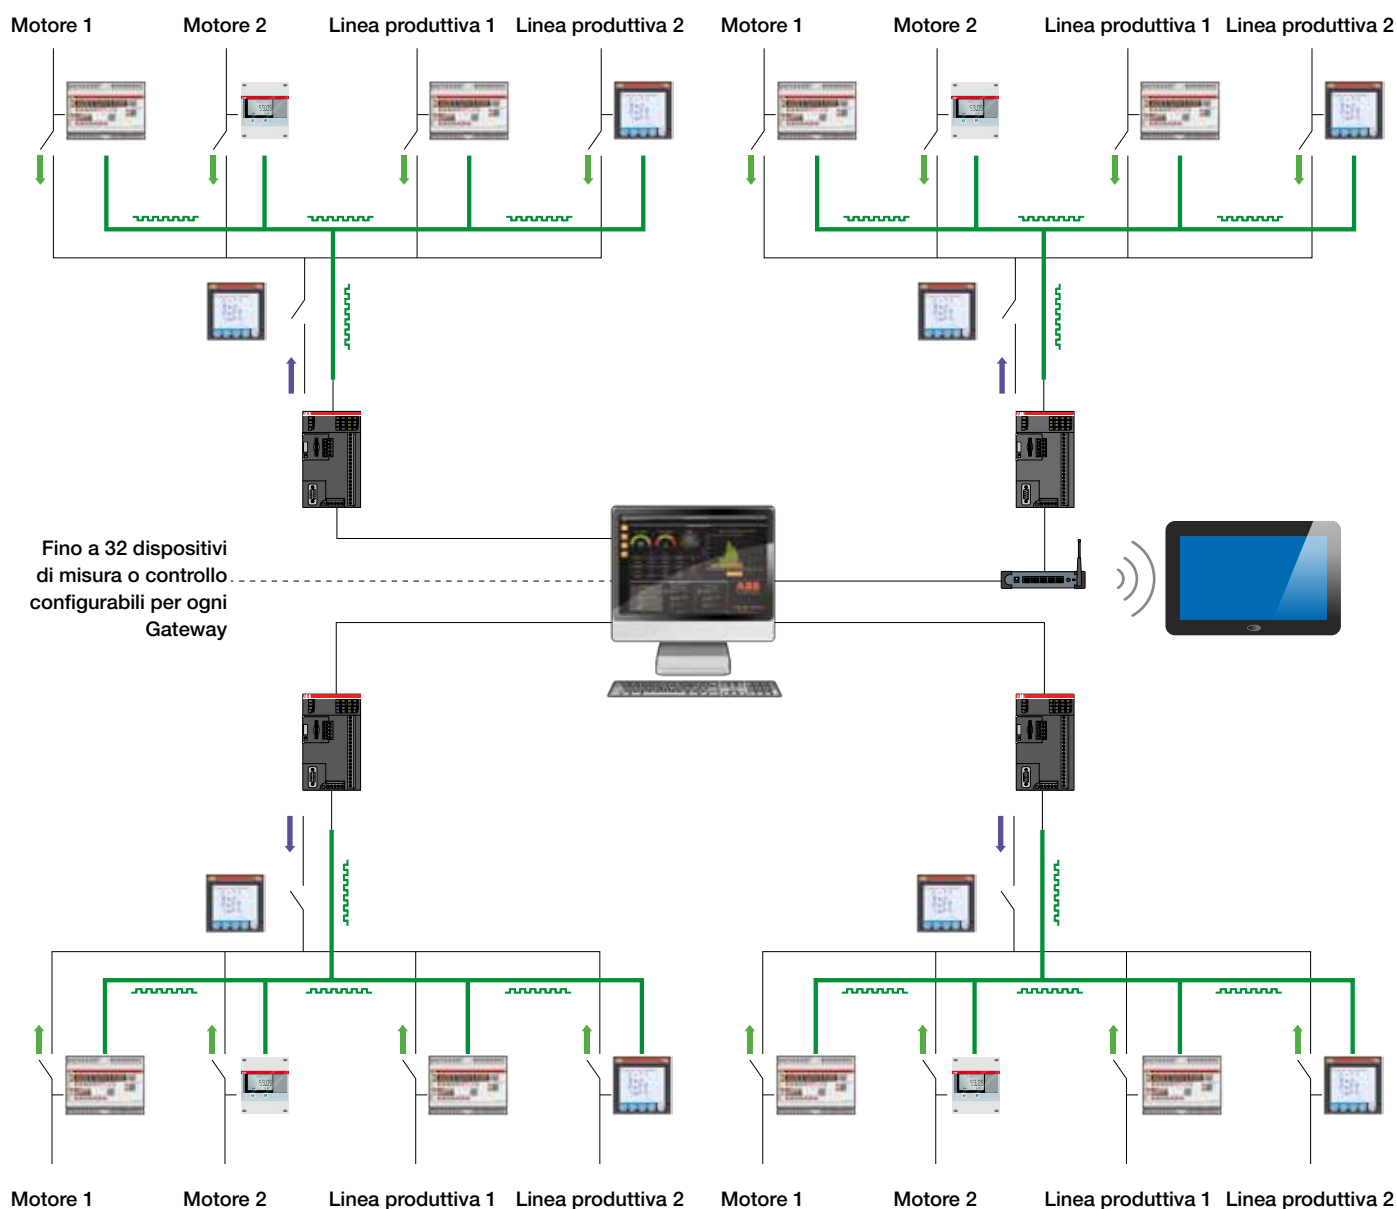 Motore 1 Motore 2 Linea produttiva 1 Linea produttiva 2 Motore 1 Motore 2 Linea produttiva 1 Linea produttiva 2
Fino a 32 dispositivi
di misura o controllo
configurabili per ogni
Gateway
ABB
Motore 1 Motore 2 Linea produttiva 1 Linea produttiva 2 Motore 1 Motore 2 Linea produttiva 1 Linea produttiva 2